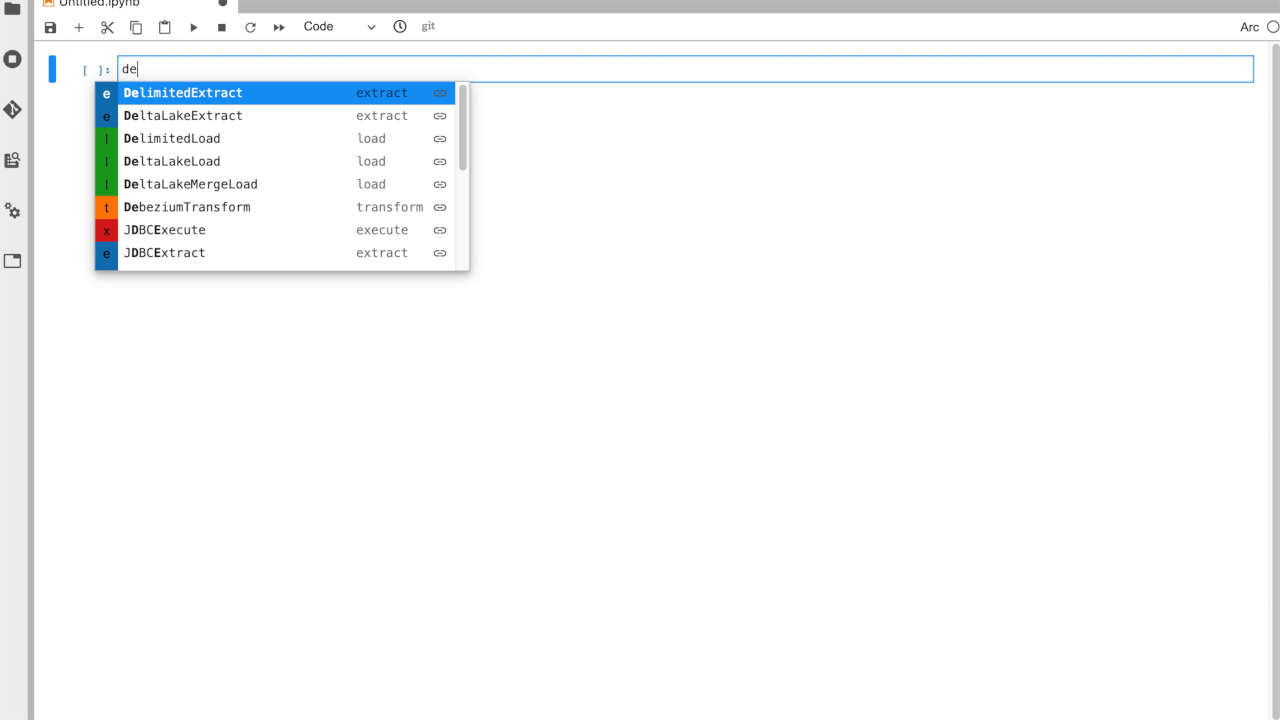 Untitled.ipynb
Code git Arc
[ ]: de
e DelimitedExtract extract
e DeltaLakeExtract extract
l DelimitedLoad load
l DeltaLakeLoad load
l DeltaLakeMergeLoad load
t DebeziumTransform transform
x JDBCExecute execute
e JDBCExtract extract